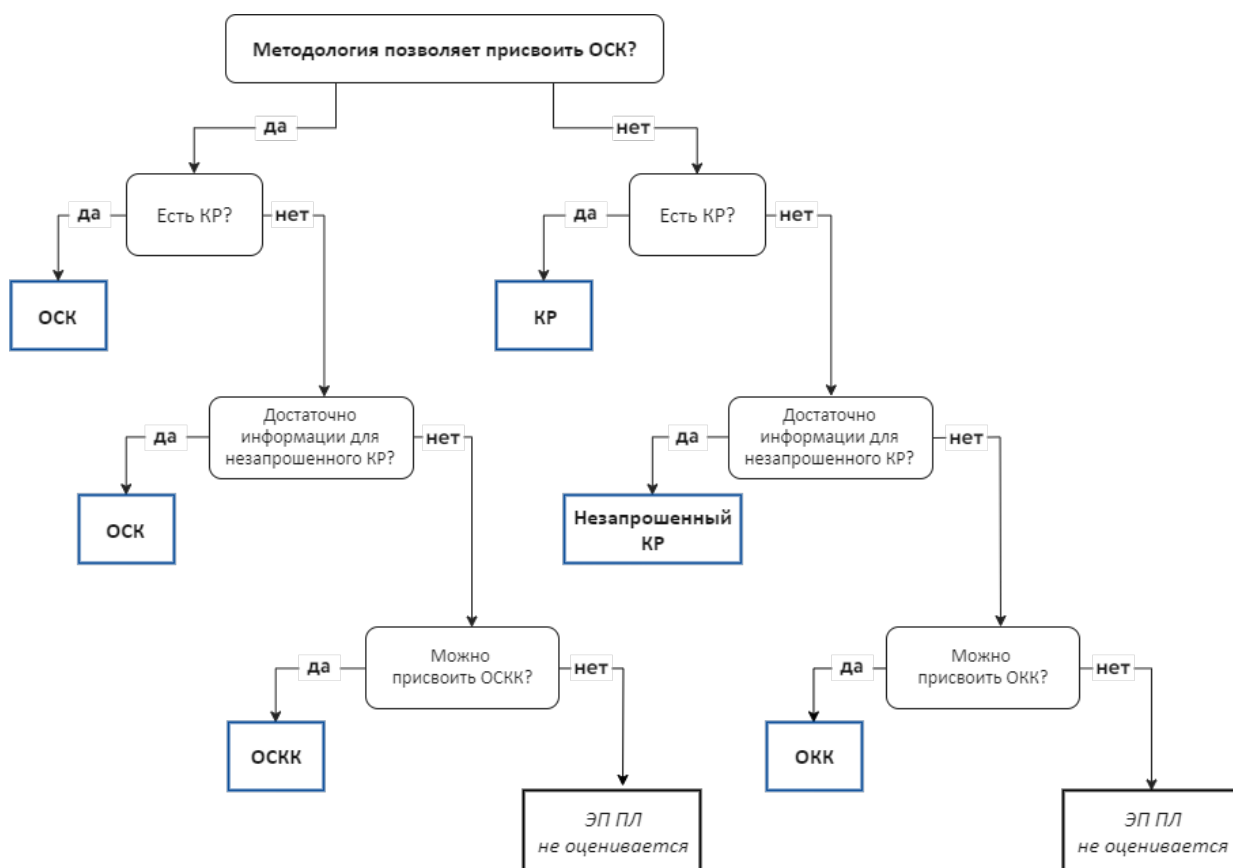 Методология позволяет присвоить ОСК?
да
нет
Есть КР?
да
нет
Есть КР?
да
нет
ОСК
КР
Достаточно
информации для
незапрошенного КР?
да
нет
Достаточно
информации для
незапрошенного КР?
да
нет
ОСК
Незапрошенный
КР
Можно
присвоить ОСКК?
да
нет
Можно
присвоить ОКК?
да
нет
ОСКК
ОКК
ЭП ПЛ
не оценивается
ЭП ПЛ
не оценивается